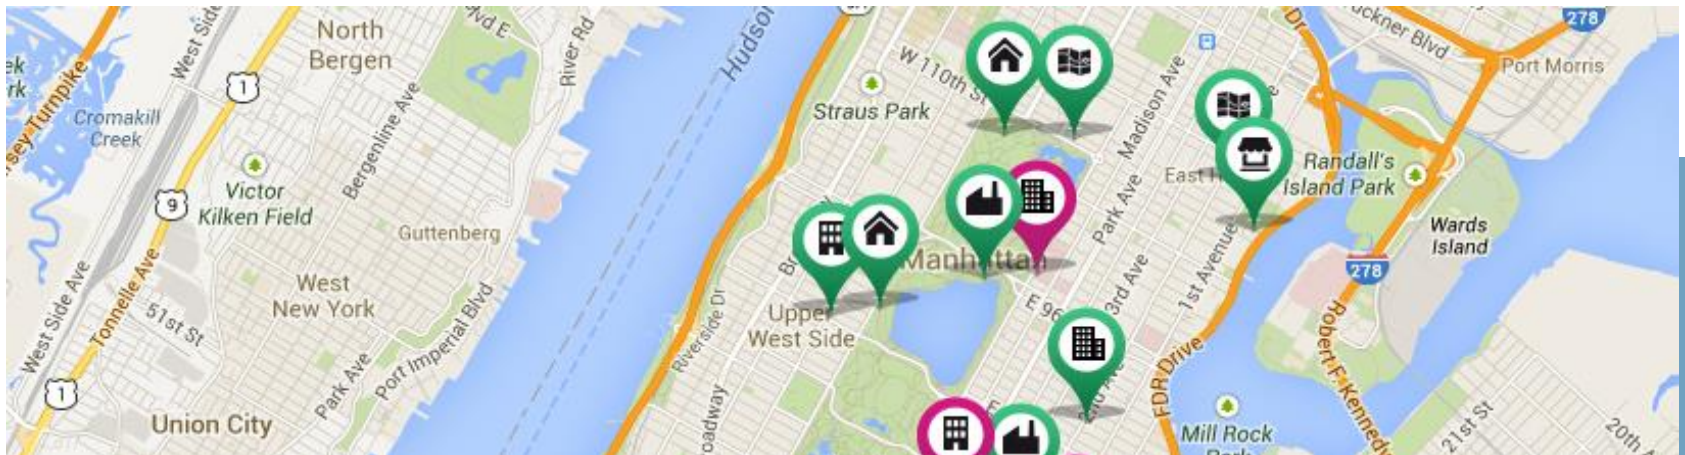 West Side
North
Bergen
lvd E
River Rd
Hudson
278
Port Morris
W 110th St
Straus Park
Madison Ave
1
Cromakill
Creek
Bergenline Ave
Victor
Kilken Field
9
Guttenberg
Randall's
Island Park
East H
Park Ave
Wards
Island
Manhattan
278
West Side Ave
Tonnelle Ave
West
New York
51st St
Upper
West Side
Riverside Dr
E 96
3rd Ave
1st Avenue
Port Imperial Blvd
Park Ave
1
Union City
FDR Drive
Robert F. Kennedy
Mill Rock
21st St
20th A